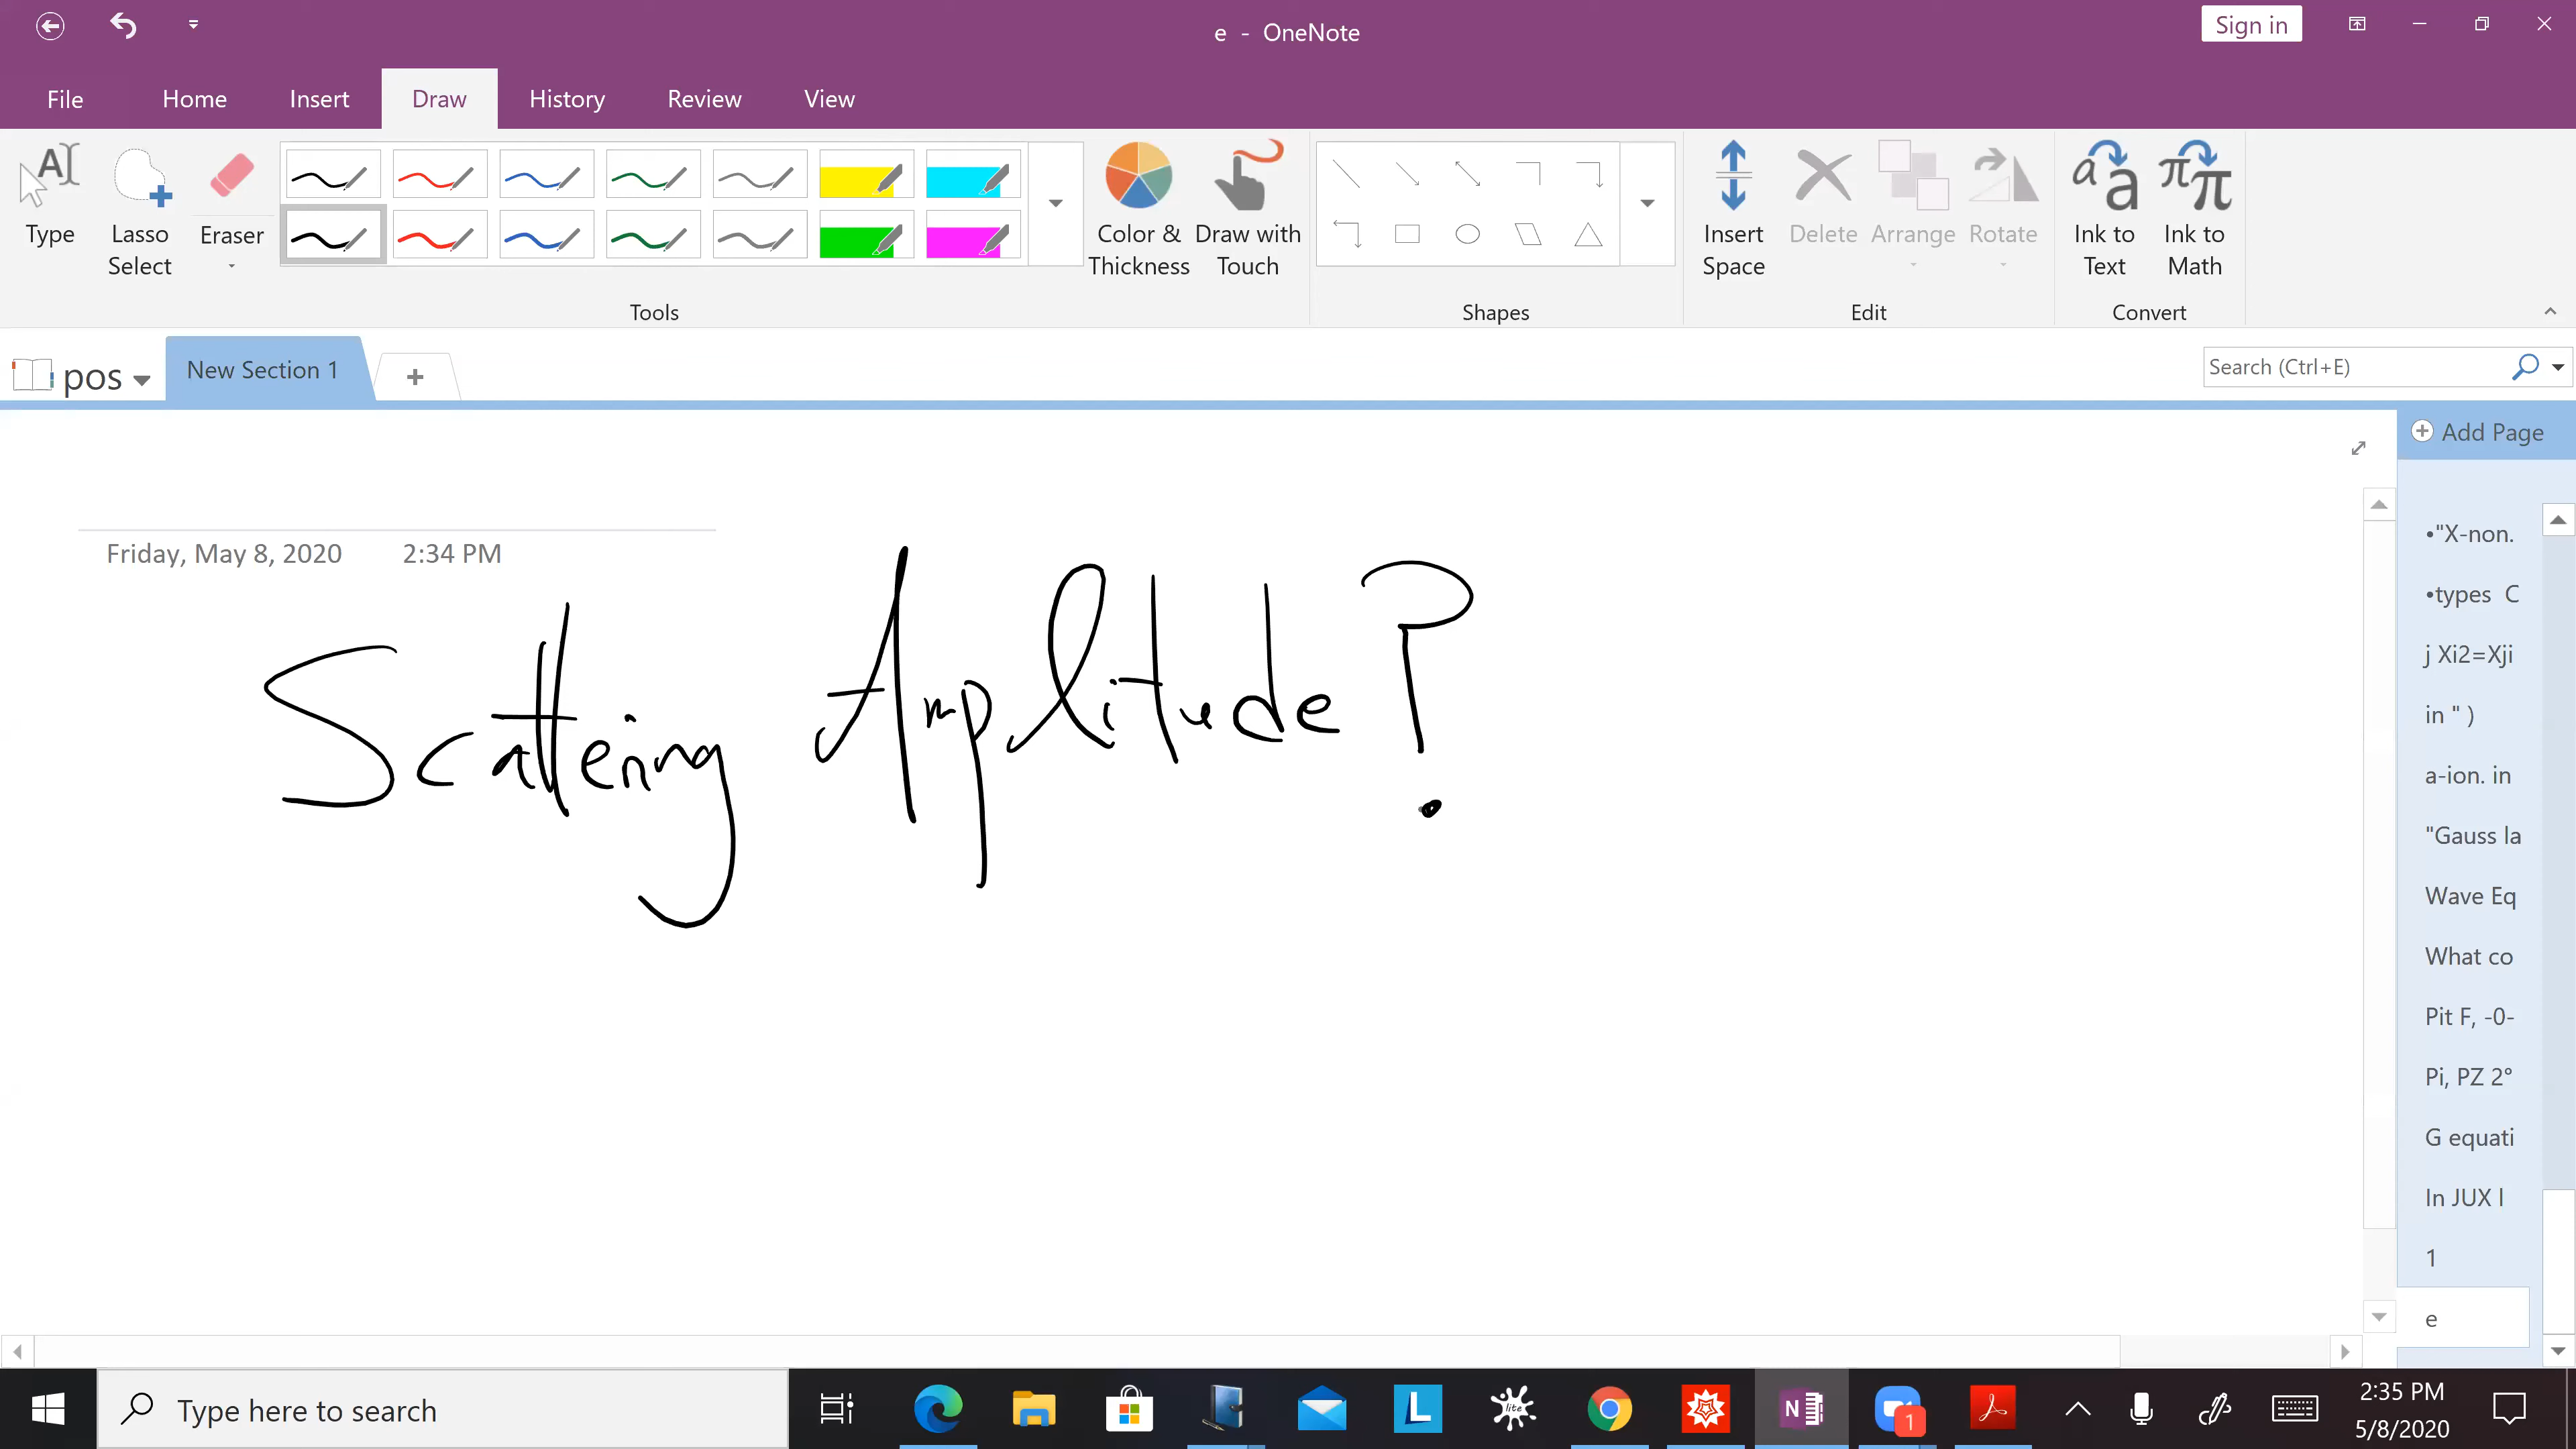 e - OneNote
Sign in
File Home Insert Draw History Review View
Type
Lasso Select
Eraser
Color & Thickness
Draw with Touch
Insert Space
Delete
Arrange
Rotate
Ink to Text
Ink to Math
Tools Shapes Edit Convert
pos
New Section 1
Search (Ctrl+E)
Add Page
Friday, May 8, 2020 2:34 PM
Scattering Amplitude?
•"X-non.
•types C
j Xi2=Xji
in " )
a-ion. in
"Gauss la
Wave Eq
What co
Pit F, -0-
Pi, PZ 2°
G equati
In JUX l
1
e
Type here to search
L
lite
N
1
2:35 PM
5/8/2020